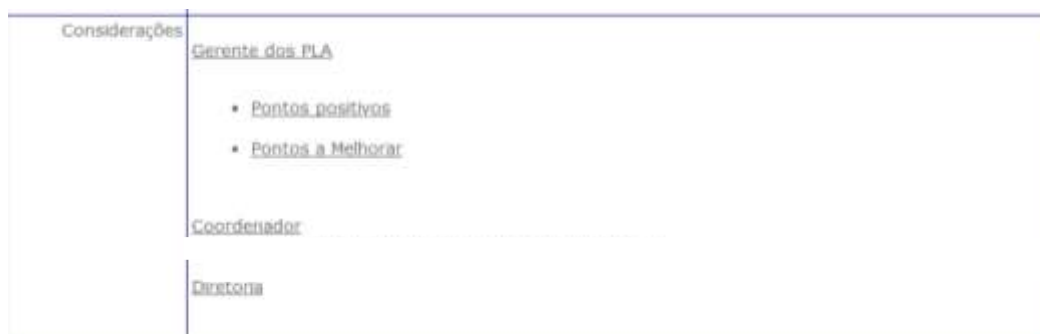 Considerações
Gerente dos PLA
• Pontos positivos
• Pontos a Melhorar
Coordenador
Diretoria